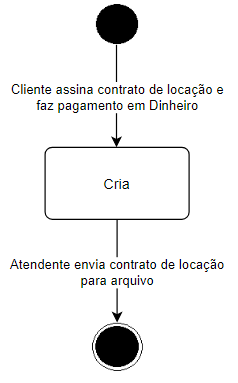 Cliente assina contrato de locação e
faz pagamento em Dinheiro
Cria
Atendente envia contrato de locação
para arquivo